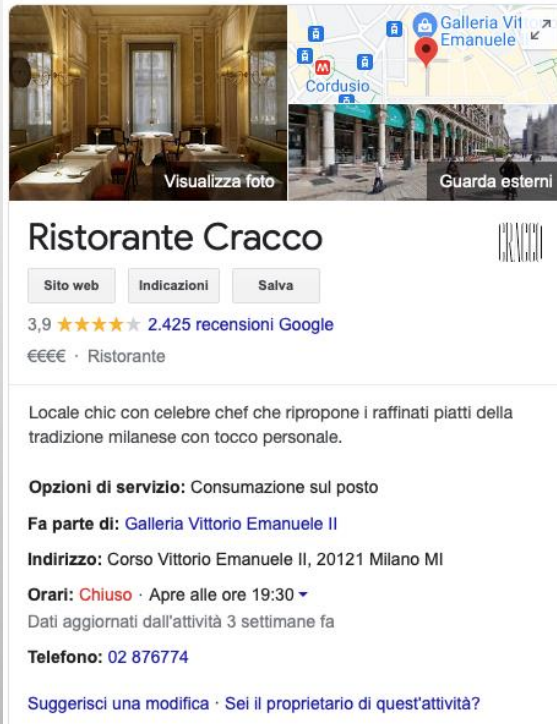 Galleria Vit
Emanuele
Cordusio
Visualizza foto
Guarda esterni
Ristorante Cracco
CRACCO
Sito web
Indicazioni
Salva
3,9 2.425 recensioni Google
€€€€ · Ristorante
Locale chic con celebre chef che ripropone i raffinati piatti della
tradizione milanese con tocco personale.
Opzioni di servizio: Consumazione sul posto
Fa parte di: Galleria Vittorio Emanuele II
Indirizzo: Corso Vittorio Emanuele II, 20121 Milano MI
Orari: Chiuso · Apre alle ore 19:30
Dati aggiornati dall'attività 3 settimane fa
Telefono: 02 876774
Suggerisci una modifica · Sei il proprietario di quest'attività?